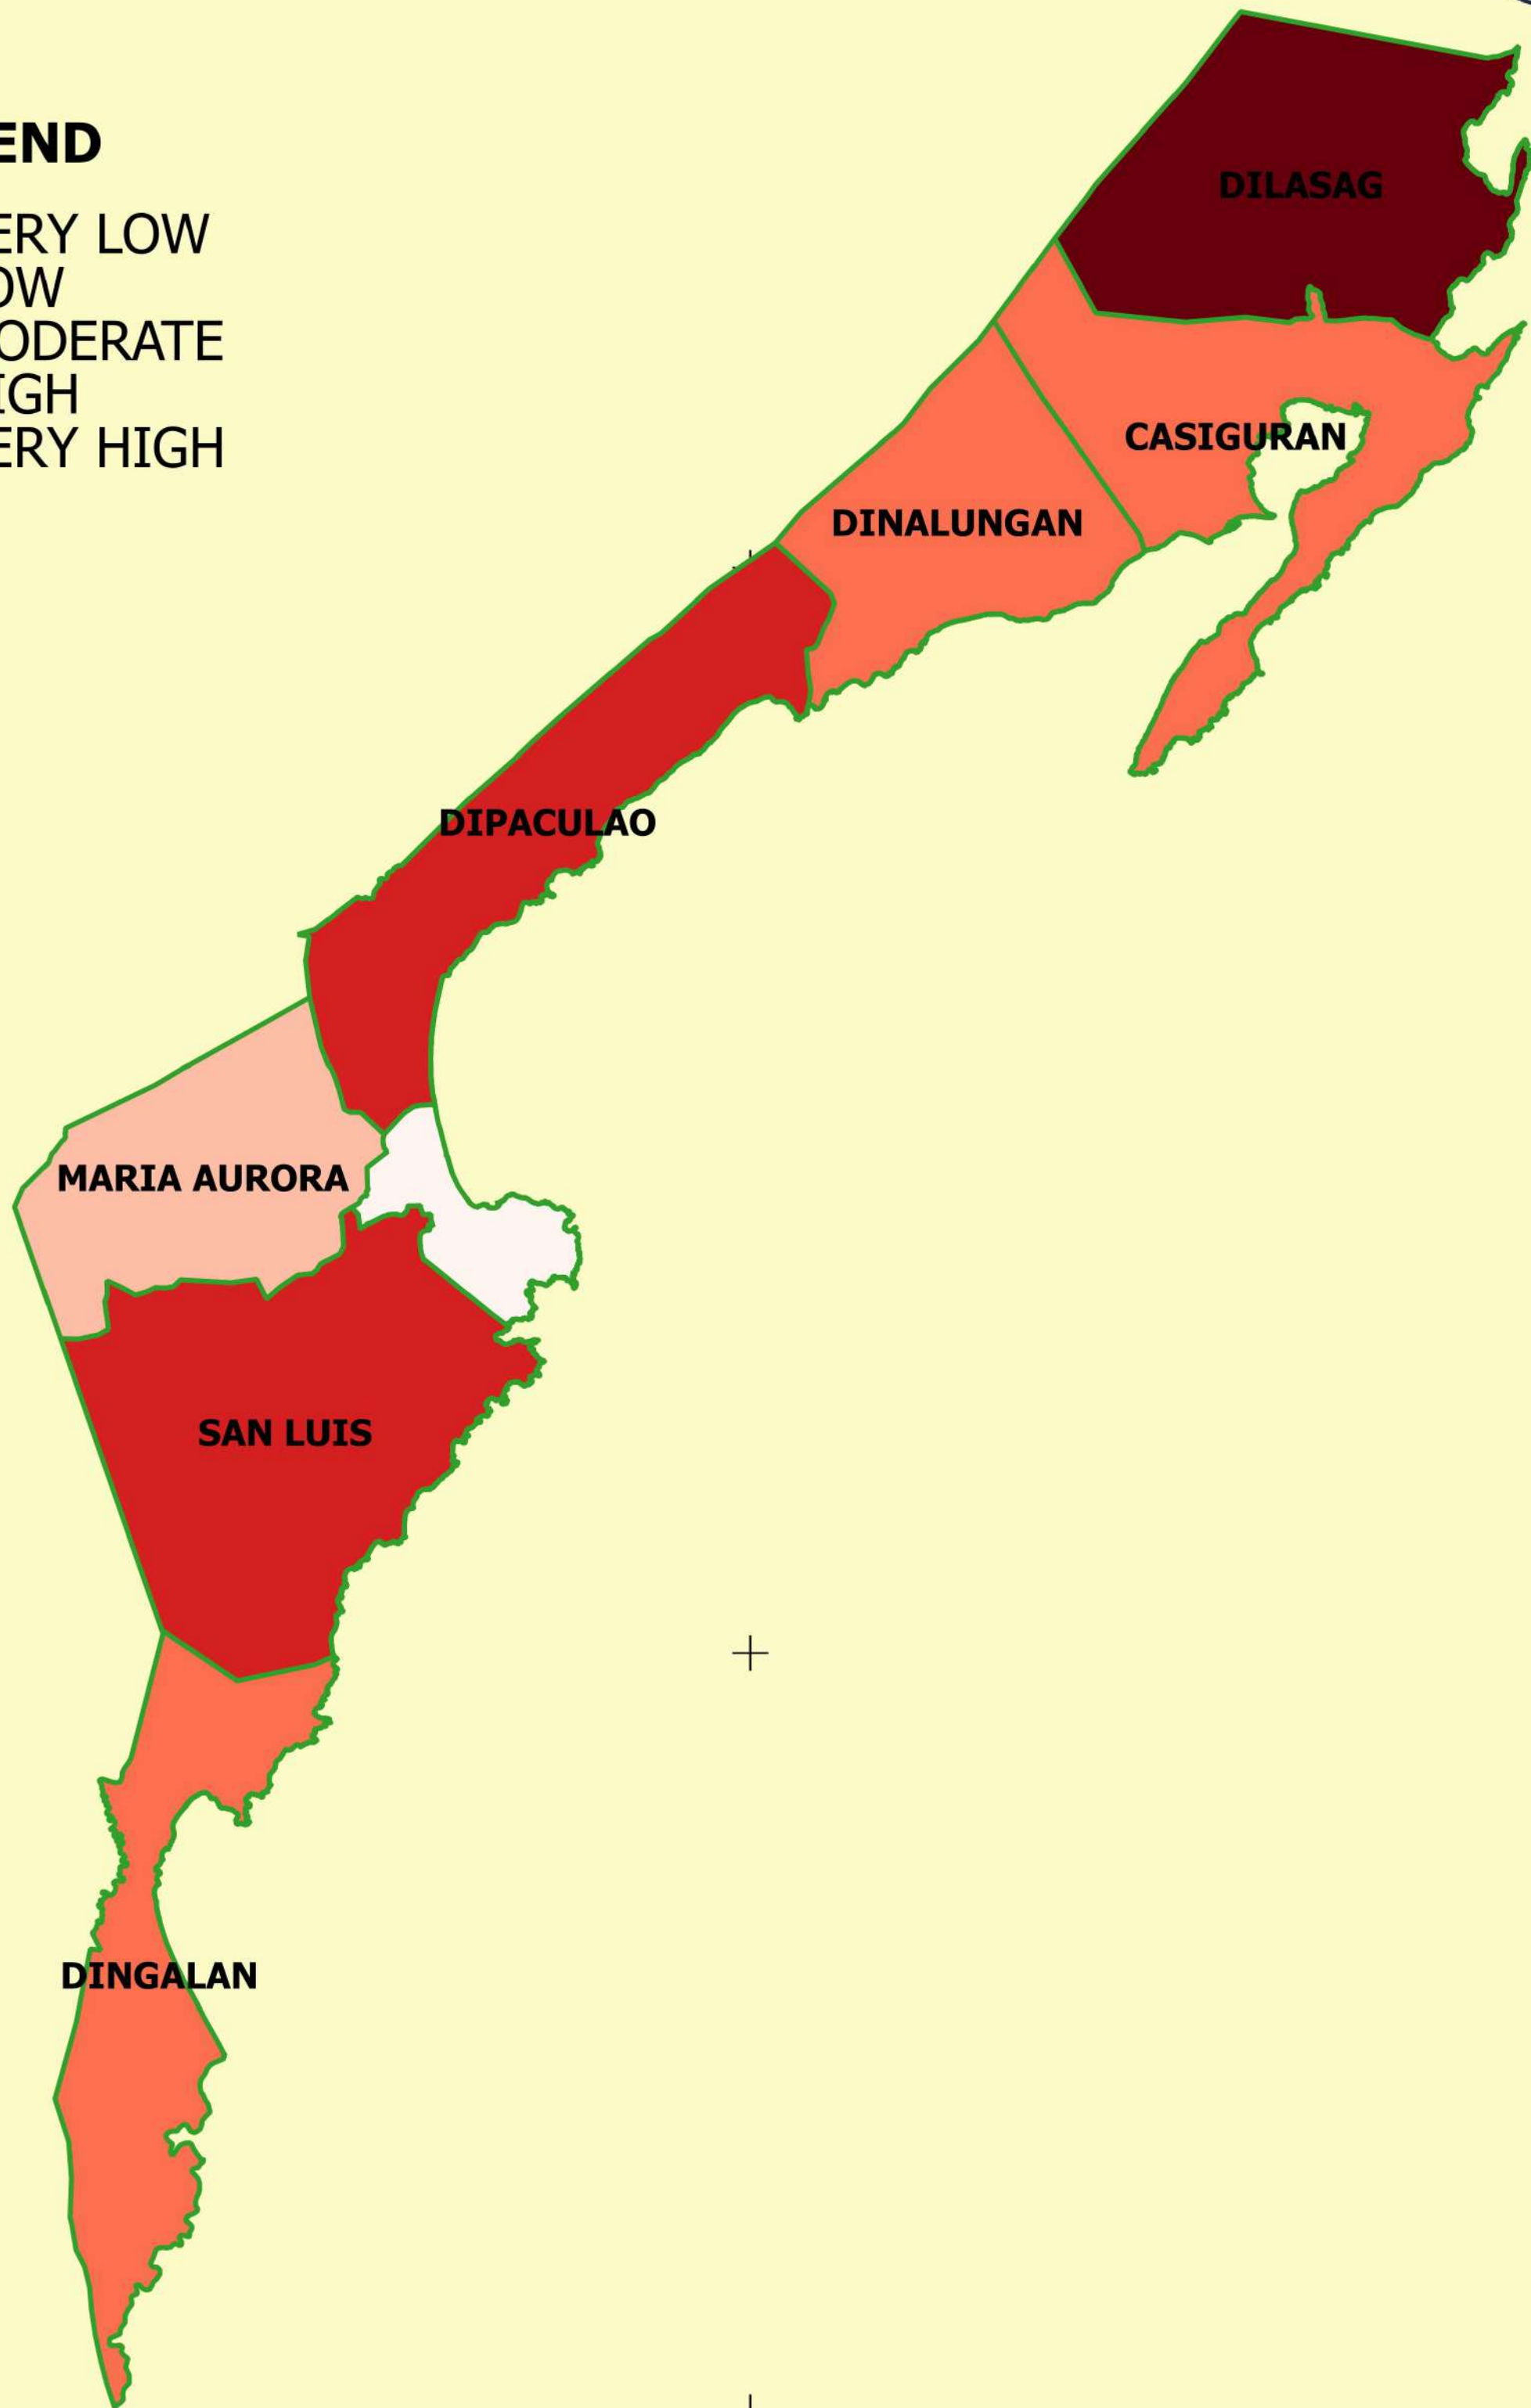 END
ERY LOW
OW
ODERATE
IGH
ERY HIGH
DILASAG
CASIGURAN
DINALUNGAN
DIPACULAO
MARIA AURORA
SAN LUIS
DINGALAN